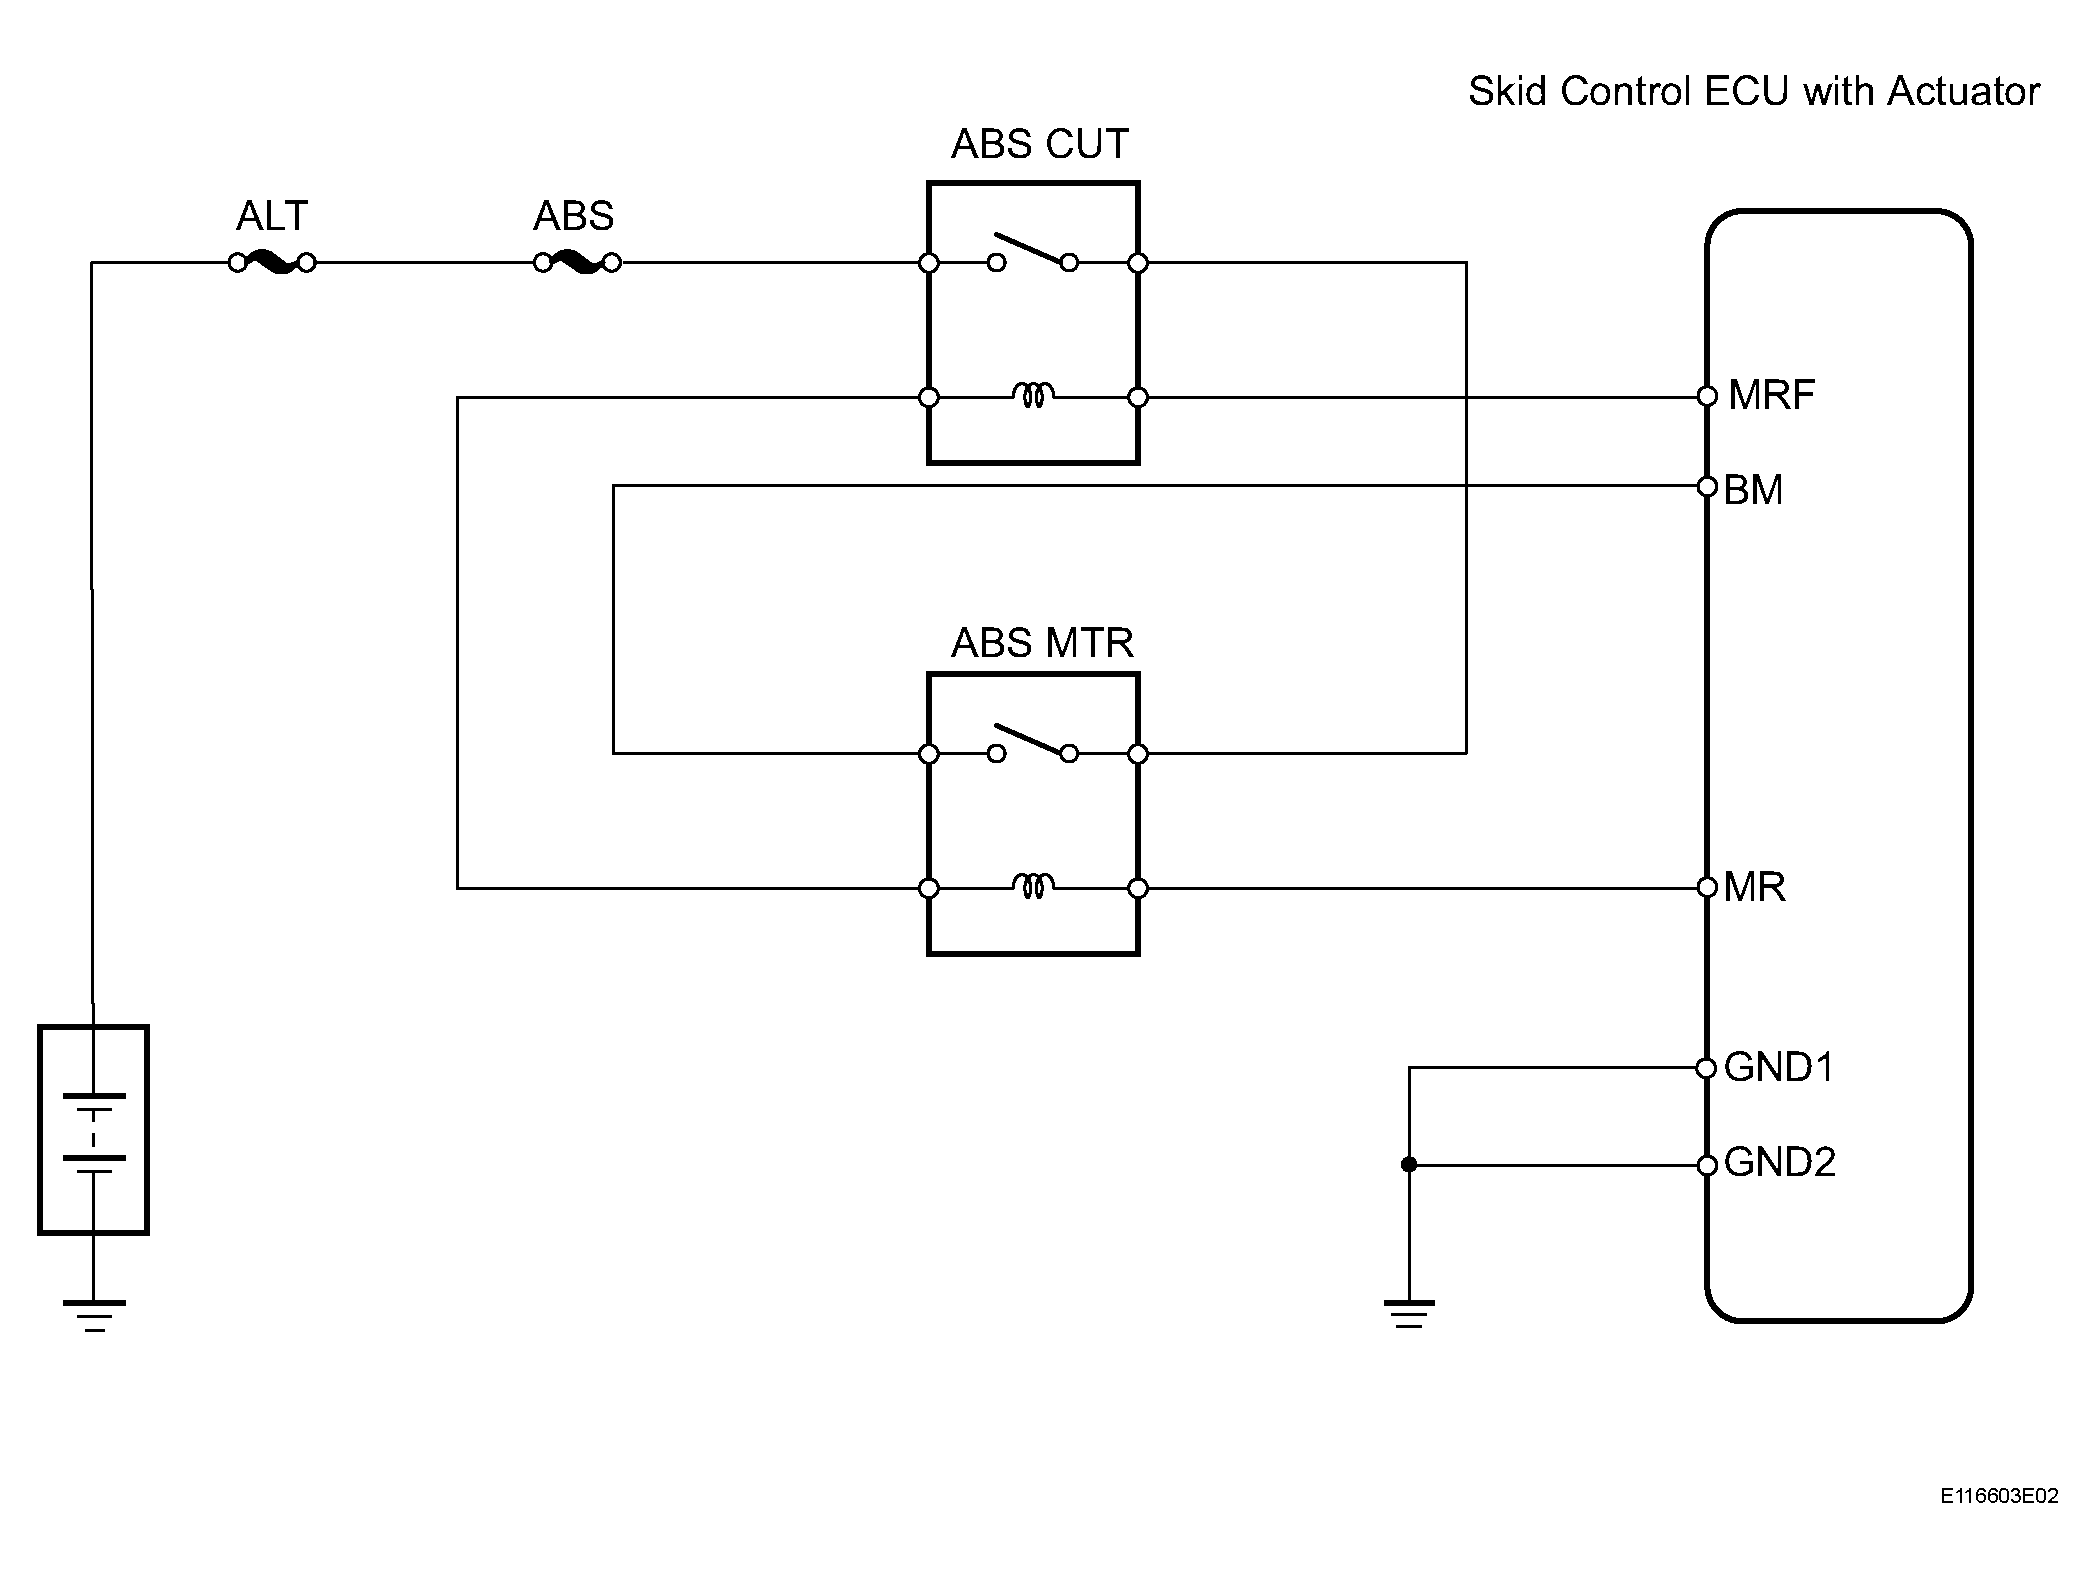 Skid Control ECU with Actuator
ABS CUT
ALT
ABS
MRF
BM
ABS MTR
MR
GND1
GND2
E116603E02